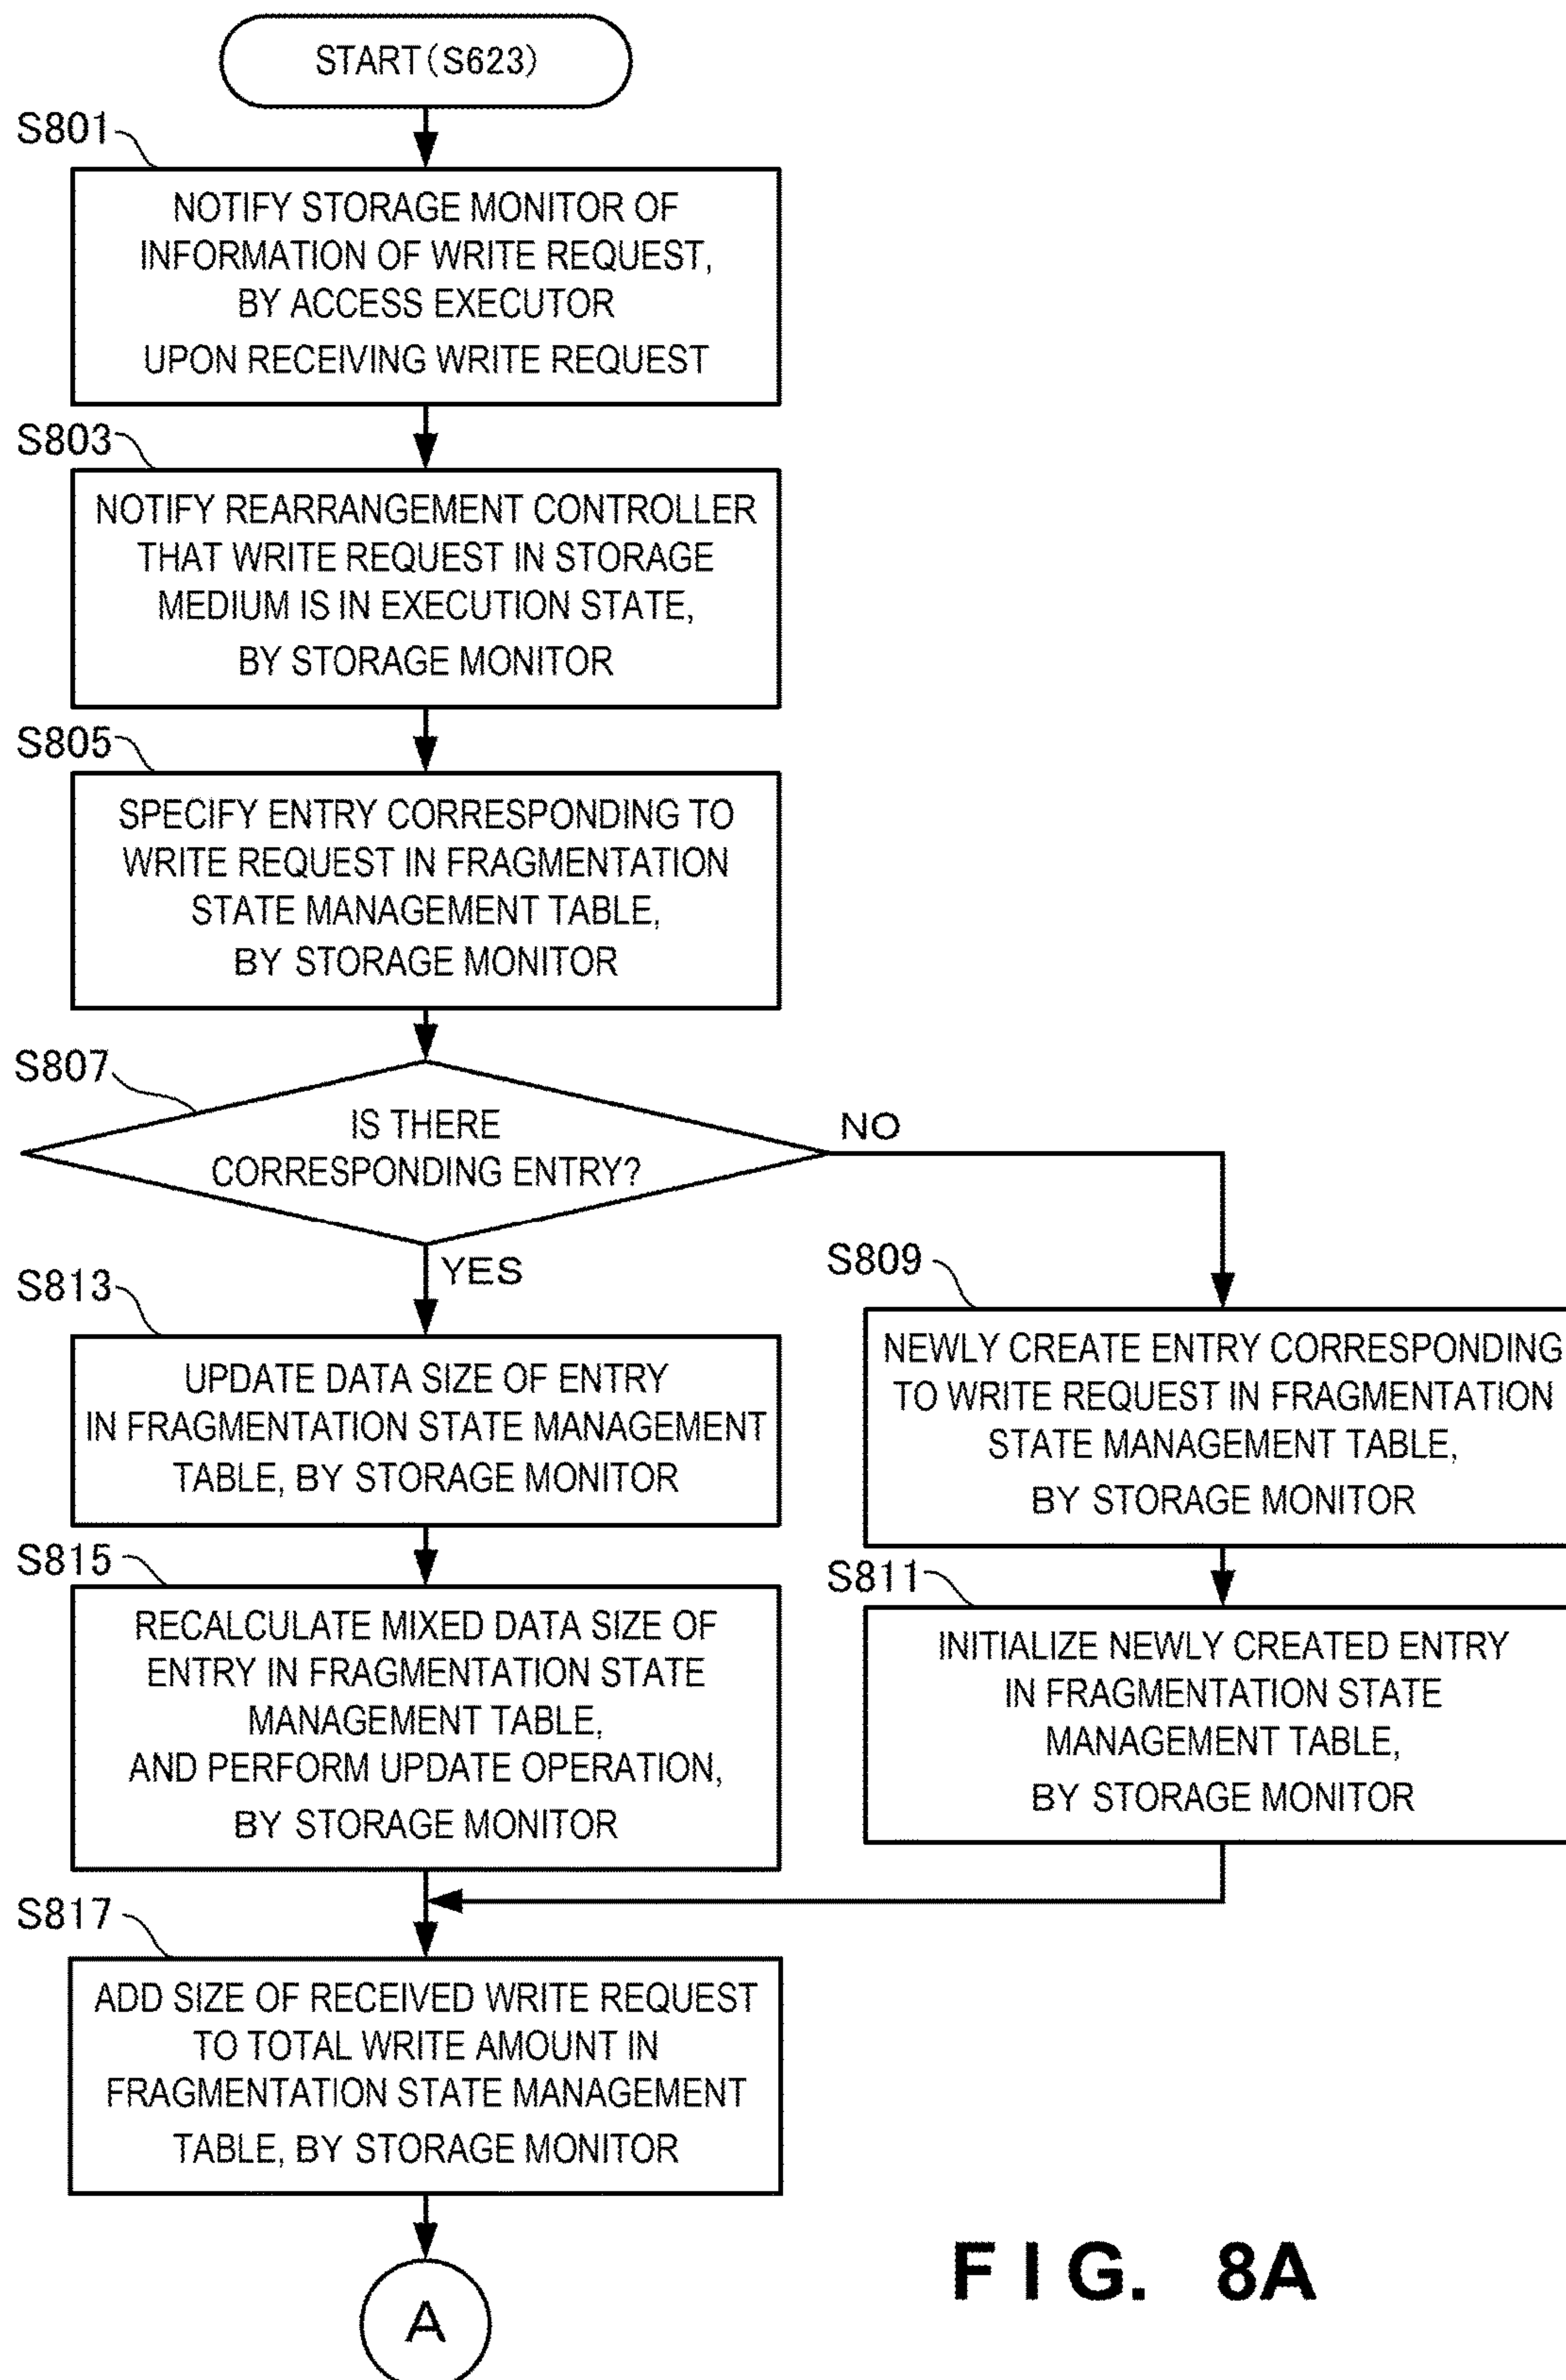 START(S623)
S801
NOTIFY STORAGE MONITOR OF
INFORMATION OF WRITE REQUEST,
BY ACCESS EXECUTOR
UPON RECEIVING WRITE REQUEST
S803
NOTIFY REARRANGEMENT CONTROLLER
THAT WRITE REQUEST IN STORAGE
MEDIUM IS IN EXECUTION STATE,
BY STORAGE MONITOR
S805
SPECIFY ENTRY CORRESPONDING TO
WRITE REQUEST IN FRAGMENTATION
STATE MANAGEMENT TABLE,
BY STORAGE MONITOR
S807
IS THERE
CORRESPONDING ENTRY?
NO
YES
S809
NEWLY CREATE ENTRY CORRESPONDING
TO WRITE REQUEST IN FRAGMENTATION
STATE MANAGEMENT TABLE,
BY STORAGE MONITOR
S811
INITIALIZE NEWLY CREATED ENTRY
IN FRAGMENTATION STATE
MANAGEMENT TABLE,
BY STORAGE MONITOR
S813
UPDATE DATA SIZE OF ENTRY
IN FRAGMENTATION STATE MANAGEMENT
TABLE, BY STORAGE MONITOR
S815
RECALCULATE MIXED DATA SIZE OF
ENTRY IN FRAGMENTATION STATE
MANAGEMENT TABLE,
AND PERFORM UPDATE OPERATION,
BY STORAGE MONITOR
S817
ADD SIZE OF RECEIVED WRITE REQUEST
TO TOTAL WRITE AMOUNT IN
FRAGMENTATION STATE MANAGEMENT
TABLE, BY STORAGE MONITOR
A
FIG. 8A